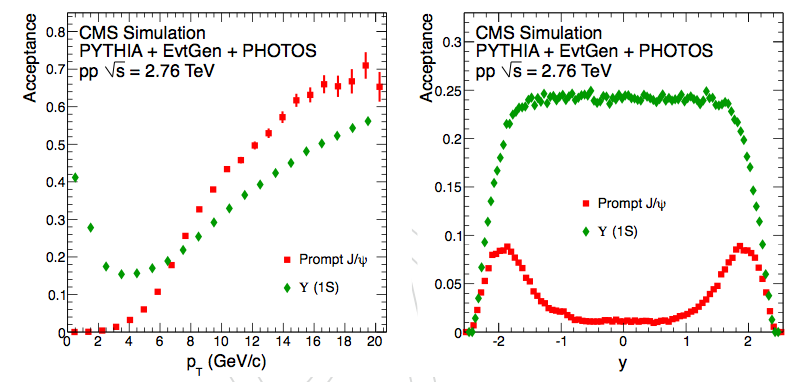 CMS Simulation
PYTHIA + EvtGen + PHOTOS
pp √s = 2.76 TeV
Acceptance
0.8
0.7
0.6
0.5
0.4
0.3
0.2
0.1
0
Prompt J/ψ
ϒ (1S)
0 2 4 6 8 10 12 14 16 18 20
p_T (GeV/c)
CMS Simulation
PYTHIA + EvtGen + PHOTOS
pp √s = 2.76 TeV
Acceptance
0.3
0.25
0.2
0.15
0.1
0.05
0
Prompt J/ψ
ϒ (1S)
-2 -1 0 1 2
y